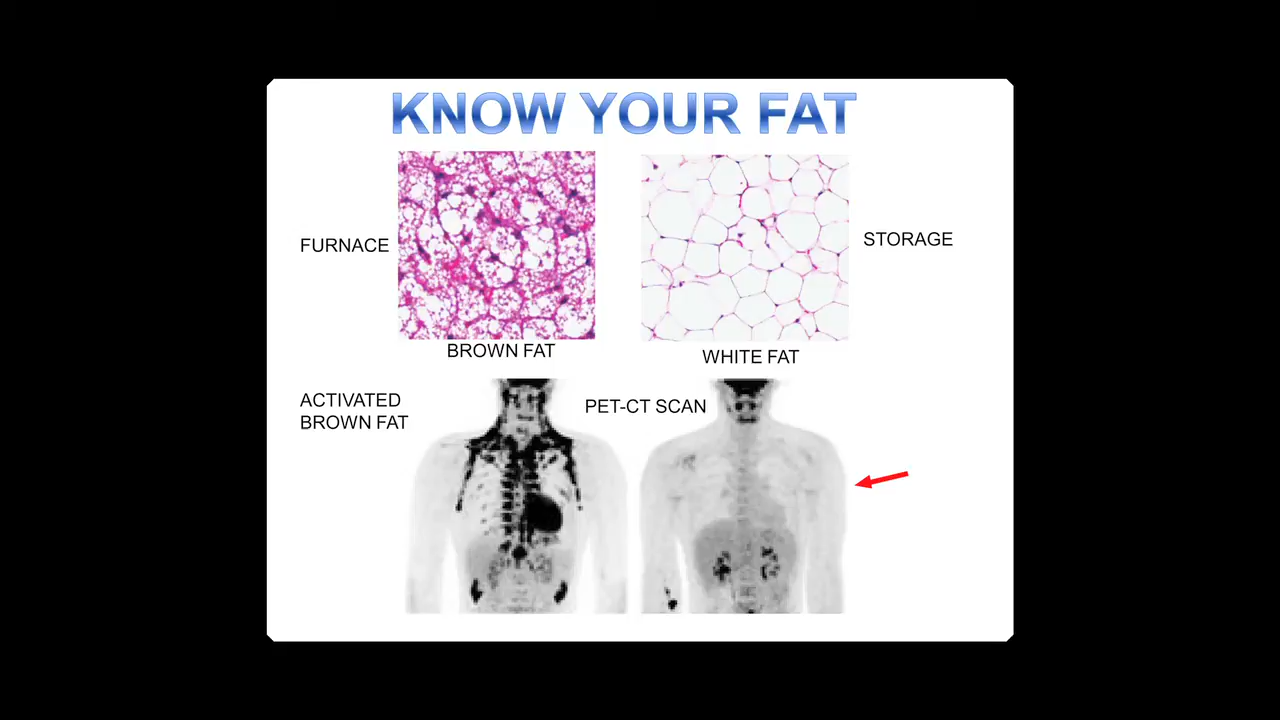 KNOW YOUR FAT
FURNACE
STORAGE
BROWN FAT
WHITE FAT
ACTIVATED
BROWN FAT
PET-CT SCAN